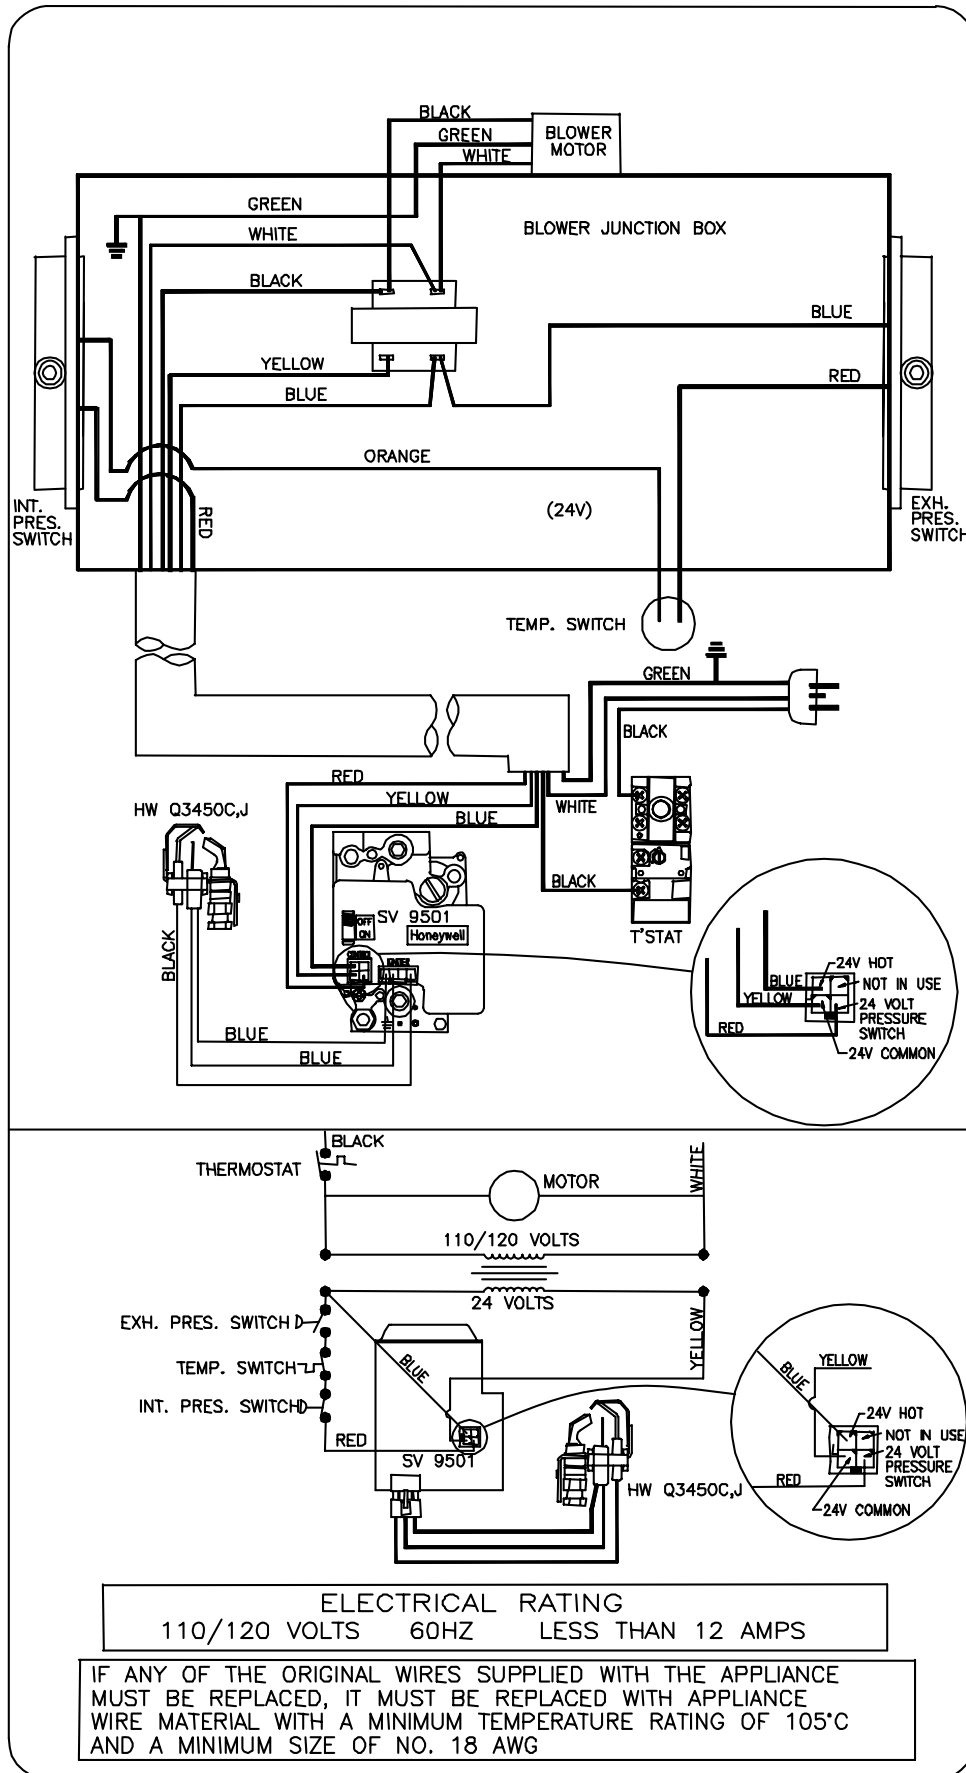 BLACK
GREEN
WHITE
BLOWER
MOTOR
GREEN
WHITE
BLOWER JUNCTION BOX
BLACK
BLUE
YELLOW
BLUE
RED
ORANGE
(24V)
RED
INT.
PRES.
SWITCH
EXH.
PRES.
SWITCH
TEMP. SWITCH
GREEN
BLACK
RED
YELLOW
WHITE
BLUE
HW Q3450C,J
BLACK
OFF
ON
SV 9501
Honeywell
T'STAT
BLACK
BLUE
BLUE
24V HOT
BLUE
NOT IN USE
YELLOW
24 VOLT
PRESSURE
SWITCH
RED
24V COMMON
BLACK
THERMOSTAT
MOTOR
WHITE
110/120 VOLTS
24 VOLTS
EXH. PRES. SWITCH
TEMP. SWITCH
INT. PRES. SWITCH
BLUE
YELLOW
RED
SV 9501
HW Q3450C,J
YELLOW
BLUE
24V HOT
NOT IN USE
24 VOLT
PRESSURE
SWITCH
RED
24V COMMON
ELECTRICAL RATING
110/120 VOLTS 60HZ LESS THAN 12 AMPS
IF ANY OF THE ORIGINAL WIRES SUPPLIED WITH THE APPLIANCE
MUST BE REPLACED, IT MUST BE REPLACED WITH APPLIANCE
WIRE MATERIAL WITH A MINIMUM TEMPERATURE RATING OF 105°C
AND A MINIMUM SIZE OF NO. 18 AWG